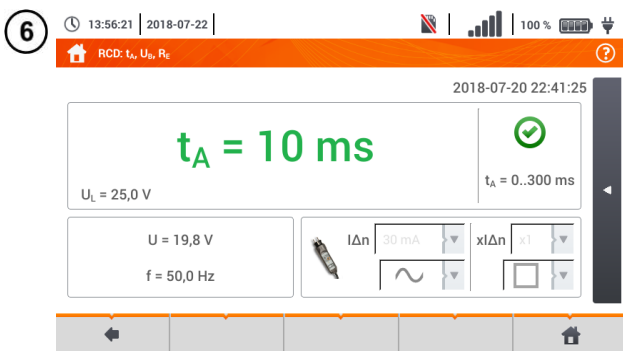 6
13:56:21 2018-07-22 100 %
RCD: tA, UB, RE ?
2018-07-20 22:41:25
tA = 10 ms
tA = 0..300 ms
UL = 25,0 V
U = 19,8 V
f = 50,0 Hz
IΔn 30 mA xIΔn x1